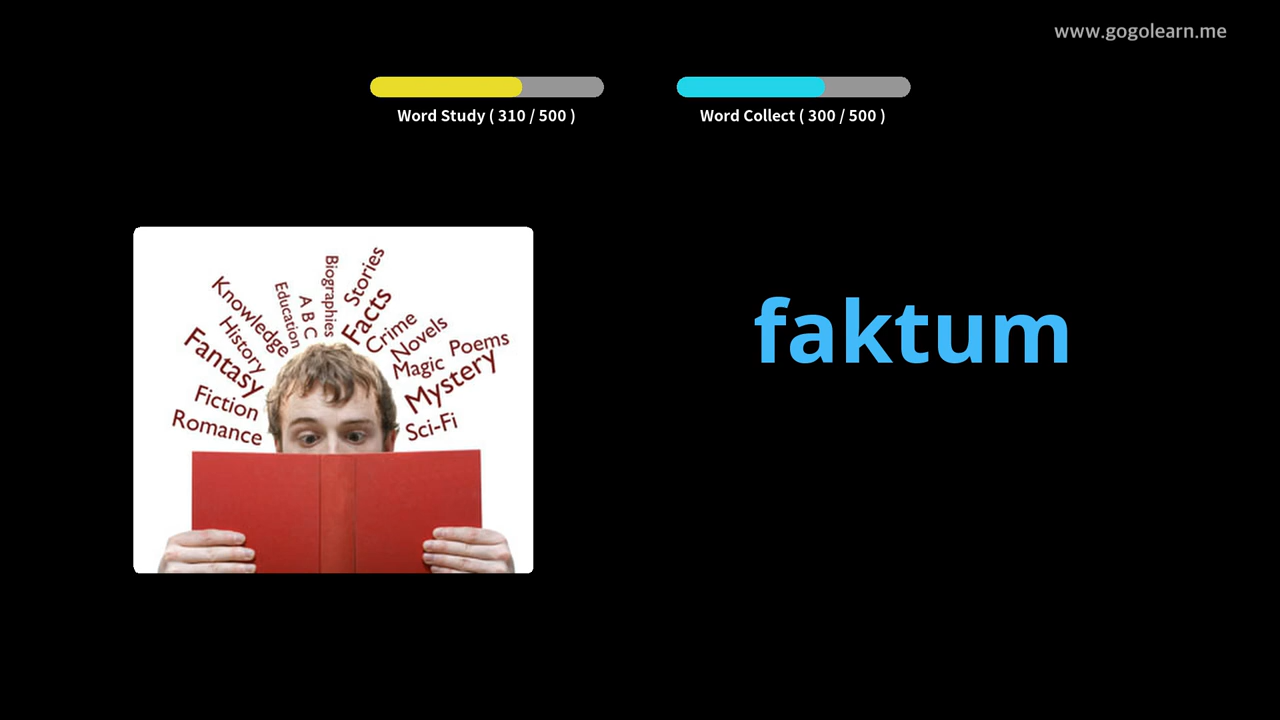 www.gogolearn.me
Word Study ( 310 / 500 )
Word Collect ( 300 / 500 )
Biographies
Stories
Education
A B C
Facts
Knowledge
Crime
History
Novels
Fantasy
Magic
Poems
Mystery
Fiction
Romance
Sci-Fi
faktum